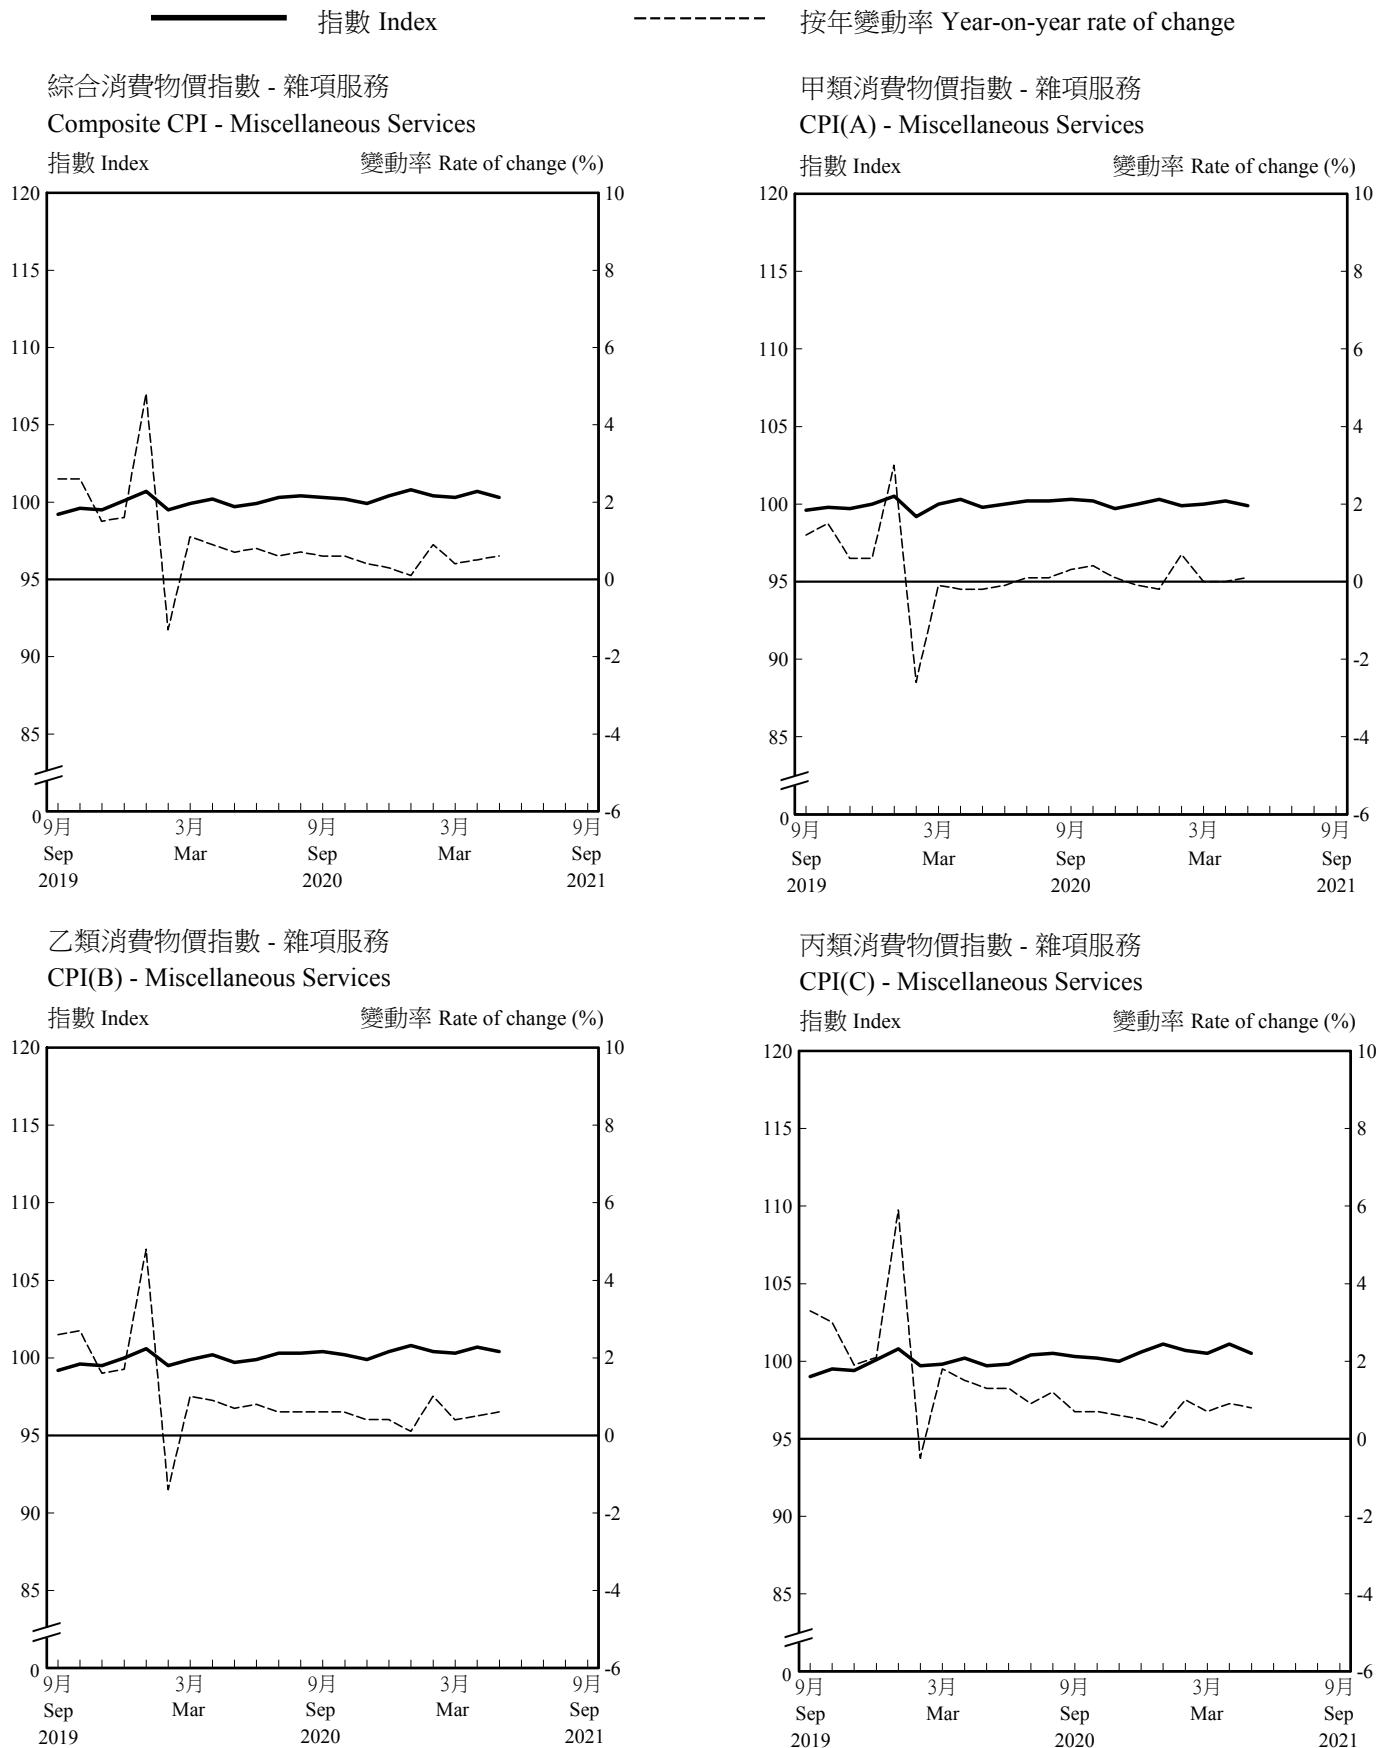 指數 Index
按年變動率 Year-on-year rate of change
綜合消費物價指數 - 雜項服務
Composite CPI - Miscellaneous Services
指數 Index
變動率 Rate of change (%)
120
115
110
105
100
95
90
85
0
10
8
6
4
2
0
-2
-4
-6
9月
Sep
2019
3月
Mar
9月
Sep
2020
3月
Mar
9月
Sep
2021
甲類消費物價指數 - 雜項服務
CPI(A) - Miscellaneous Services
指數 Index
變動率 Rate of change (%)
120
115
110
105
100
95
90
85
0
10
8
6
4
2
0
-2
-4
-6
9月
Sep
2019
3月
Mar
9月
Sep
2020
3月
Mar
9月
Sep
2021
乙類消費物價指數 - 雜項服務
CPI(B) - Miscellaneous Services
指數 Index
變動率 Rate of change (%)
120
115
110
105
100
95
90
85
0
10
8
6
4
2
0
-2
-4
-6
9月
Sep
2019
3月
Mar
9月
Sep
2020
3月
Mar
9月
Sep
2021
丙類消費物價指數 - 雜項服務
CPI(C) - Miscellaneous Services
指數 Index
變動率 Rate of change (%)
120
115
110
105
100
95
90
85
0
10
8
6
4
2
0
-2
-4
-6
9月
Sep
2019
3月
Mar
9月
Sep
2020
3月
Mar
9月
Sep
2021